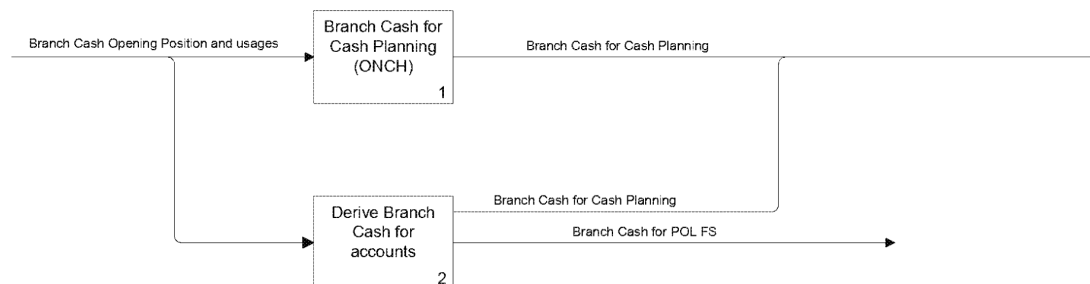 Branch Cash Opening Position and usages
Branch Cash for
Cash Planning
(ONCH)
1
Branch Cash for Cash Planning
Derive Branch
Cash for
accounts
2
Branch Cash for Cash Planning
Branch Cash for POL FS